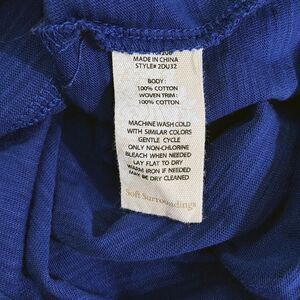 MADE IN CHINA
STYLE# 2DU32
BODY:
100% COTTON
WOVEN TRIM:
100% COTTON
MACHINE WASH COLD
WITH SIMILAR COLORS
GENTLE CYCLE
ONLY NON-CHLORINE
BLEACH WHEN NEEDED
LAY FLAT TO DRY
WARM IRON IF NEEDED
MAY BE DRY CLEANED
Soft Surroundings